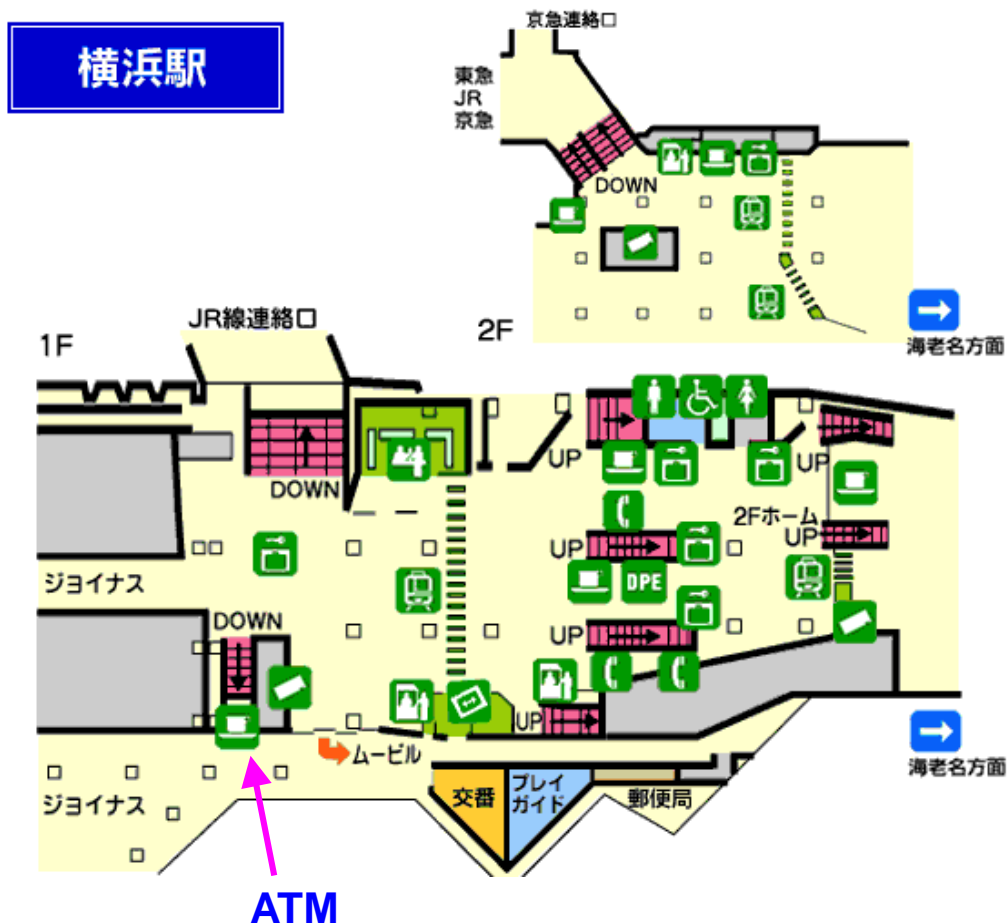 横浜駅
京急連絡口
東急
JR
京急
DOWN
2F
海老名方面
JR線連絡口
1F
DOWN
UP
UP
2Fホーム
UP
UP
DPE
ジョイナス
DOWN
UP
UP
ムービル
海老名方面
ジョイナス
交番
プレイ
ガイド
郵便局
ATM